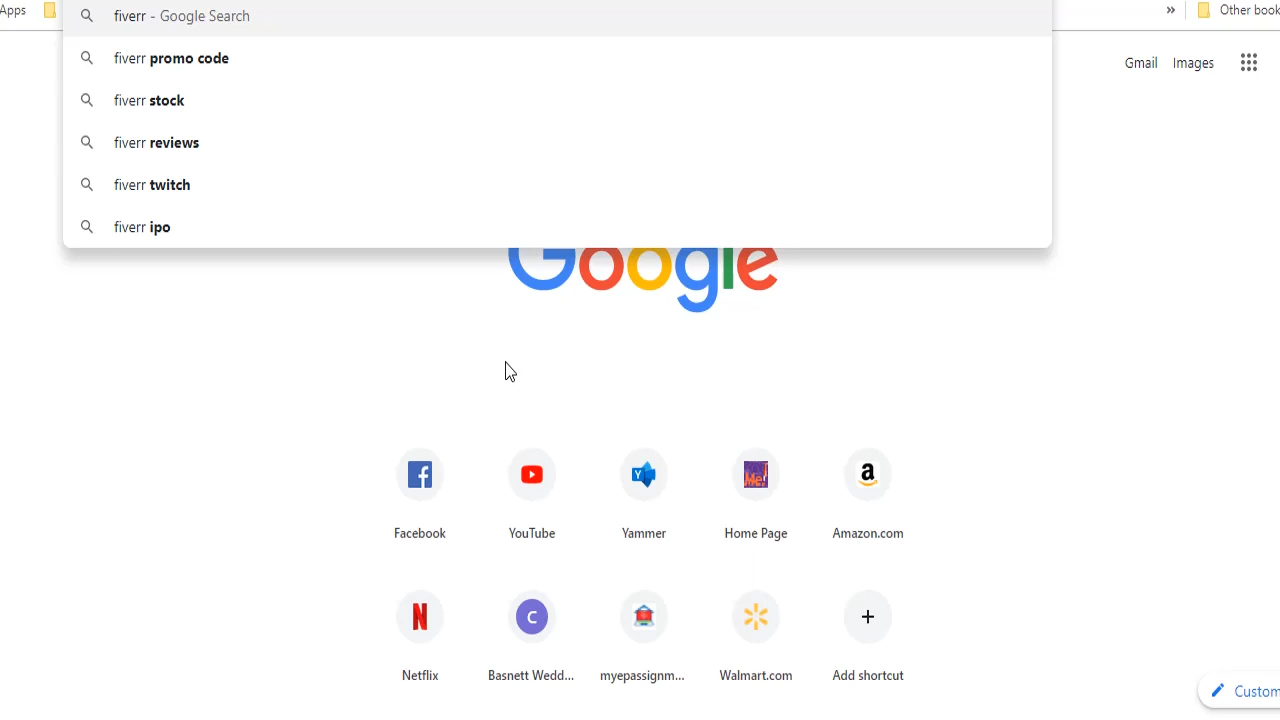 Apps
Other book
fiverr - Google Search
fiverr promo code
fiverr stock
fiverr reviews
fiverr twitch
fiverr ipo
Gmail
Images
Google
Facebook
YouTube
Yammer
Home Page
Amazon.com
Netflix
Basnett Wedd...
myepassignm...
Walmart.com
Add shortcut
Custom